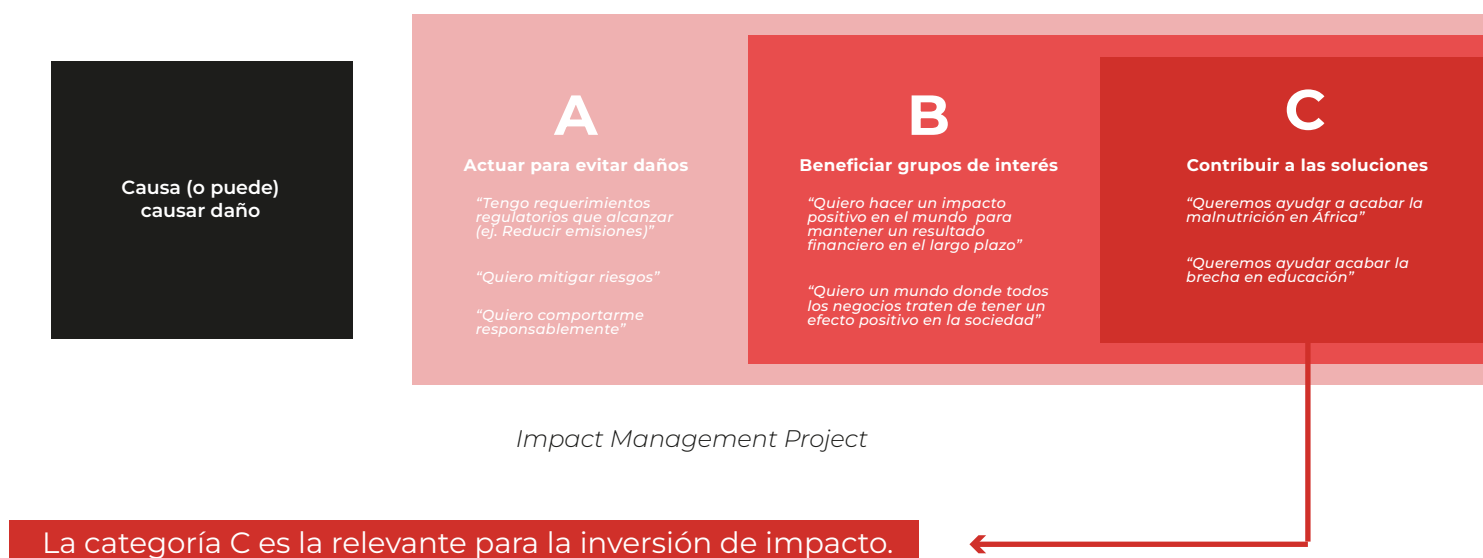 Causa (o puede)
causar daño
A
Actuar para evitar daños
“Tengo requerimientos
regulatorios que alcanzar
(ej. Reducir emisiones)”
“Quiero mitigar riesgos”
“Quiero comportarme
responsablemente”
B
Beneficiar grupos de interés
“Quiero hacer un impacto
positivo en el mundo para
mantener un resultado
financiero en el largo plazo”
“Quiero un mundo donde todos
los negocios traten de tener un
efecto positivo en la sociedad”
C
Contribuir a las soluciones
“Queremos ayudar a acabar la
malnutrición en África”
“Queremos ayudar acabar la
brecha en educación”
Impact Management Project
La categoría C es la relevante para la inversión de impacto.